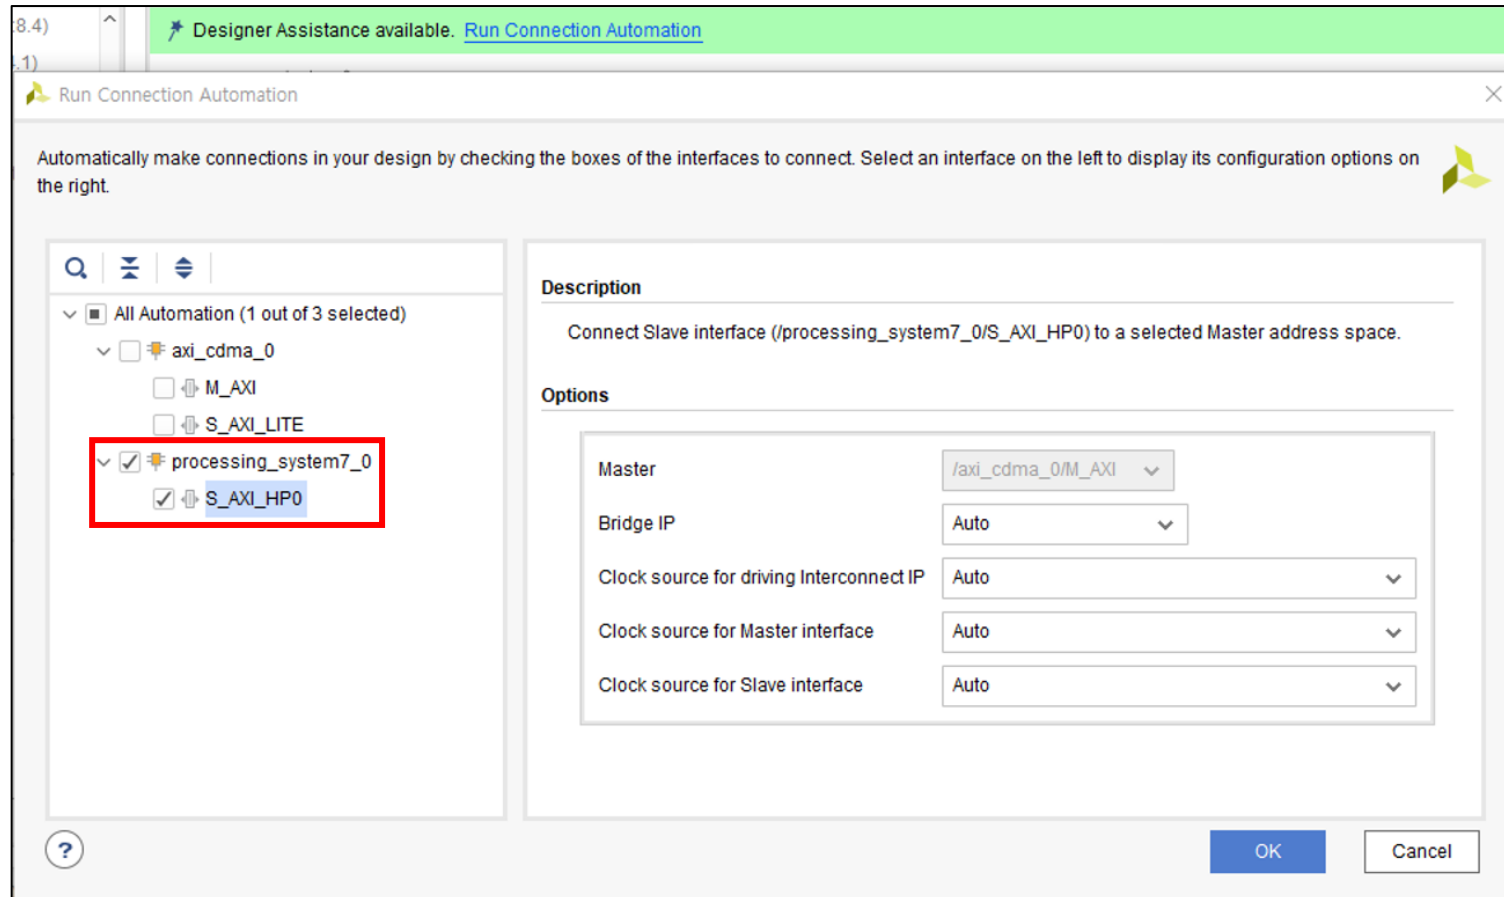 :8.4)
Designer Assistance available. Run Connection Automation
.1)
Run Connection Automation
Automatically make connections in your design by checking the boxes of the interfaces to connect. Select an interface on the left to display its configuration options on
the right.
All Automation (1 out of 3 selected)
axi_cdma_0
M_AXI
S_AXI_LITE
processing_system7_0
S_AXI_HP0
Description
Connect Slave interface (/processing_system7_0/S_AXI_HP0) to a selected Master address space.
Options
Master /axi_cdma_0/M_AXI
Bridge IP Auto
Clock source for driving Interconnect IP Auto
Clock source for Master interface Auto
Clock source for Slave interface Auto
?
OK Cancel